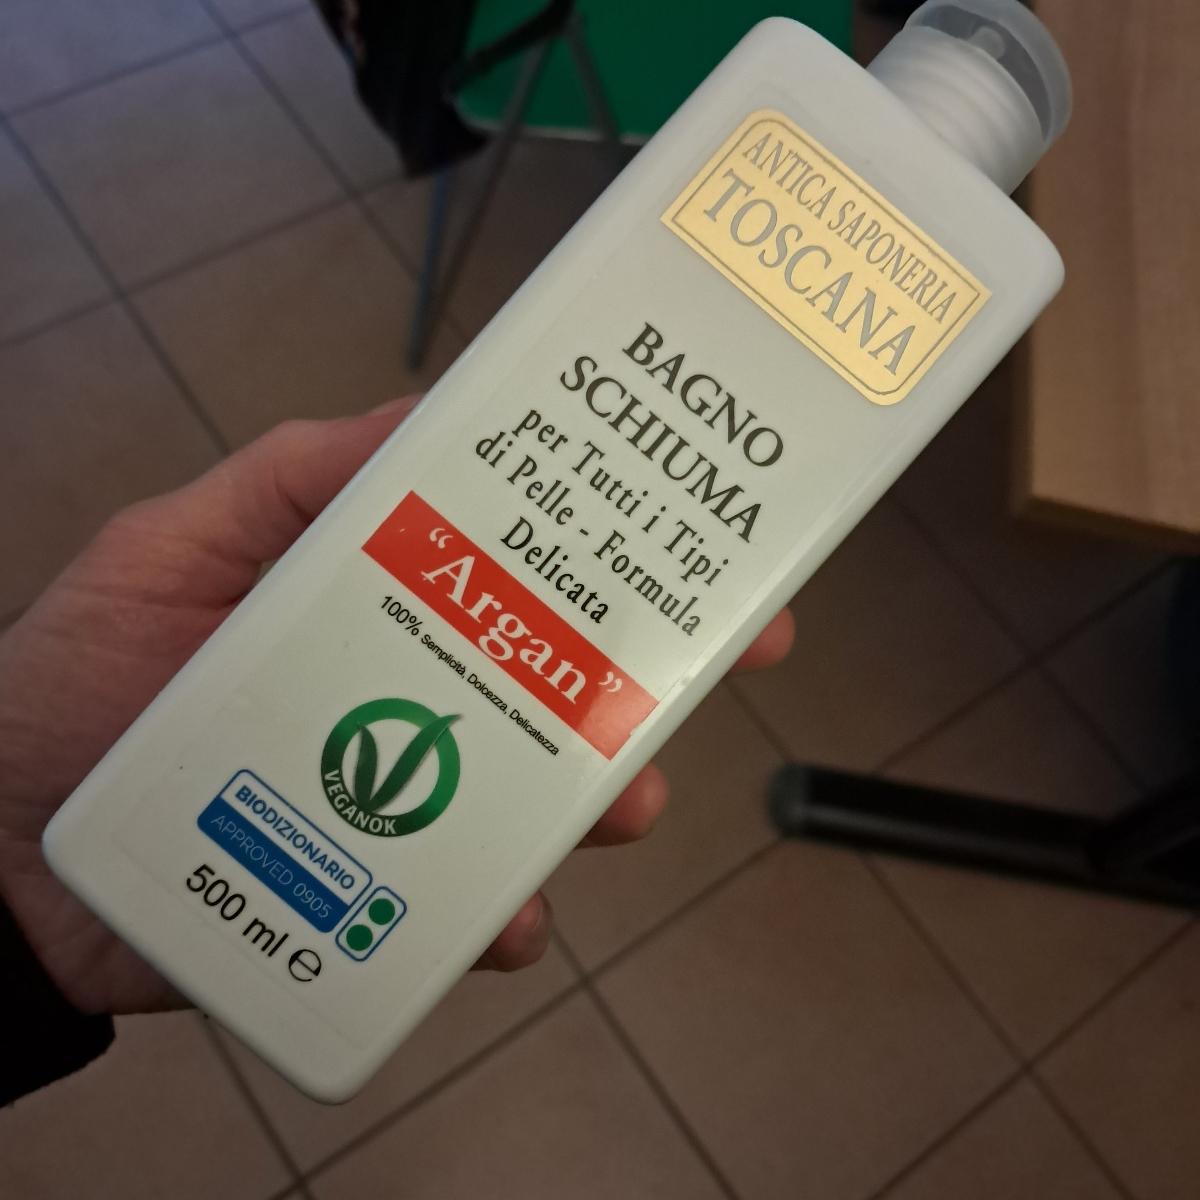 ANTICA SAPONERIA
TOSCANA
BAGNO
SCHIUMA
per Tutti i Tipi
di Pelle - Formula
Delicata
“Argan”
100% Semplicità, Dolcezza, Delicatezza
VEGANOK
BIODIZIONARIO
APPROVED 0905
500 ml ℮